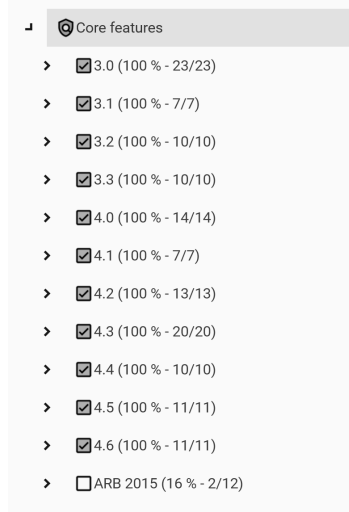 Core features
3.0 (100 % - 23/23)
3.1 (100 % - 7/7)
3.2 (100 % - 10/10)
3.3 (100 % - 10/10)
4.0 (100 % - 14/14)
4.1 (100 % - 7/7)
4.2 (100 % - 13/13)
4.3 (100 % - 20/20)
4.4 (100 % - 10/10)
4.5 (100 % - 11/11)
4.6 (100 % - 11/11)
ARB 2015 (16 % - 2/12)